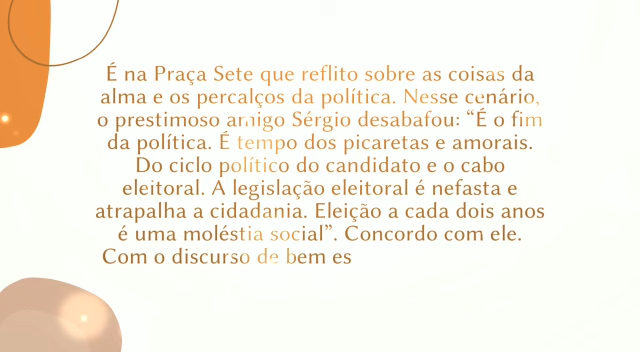 É na Praça Sete que reflito sobre as coisas da
alma e os percalços da política. Nesse cenário,
o prestimoso amigo Sérgio desabafou: “É o fim
da política. É tempo dos picaretas e amorais.
Do ciclo político do candidato e o cabo
eleitoral. A legislação eleitoral é nefasta e
atrapalha a cidadania. Eleição a cada dois anos
é uma moléstia social”. Concordo com ele.
Com o discurso de bem es